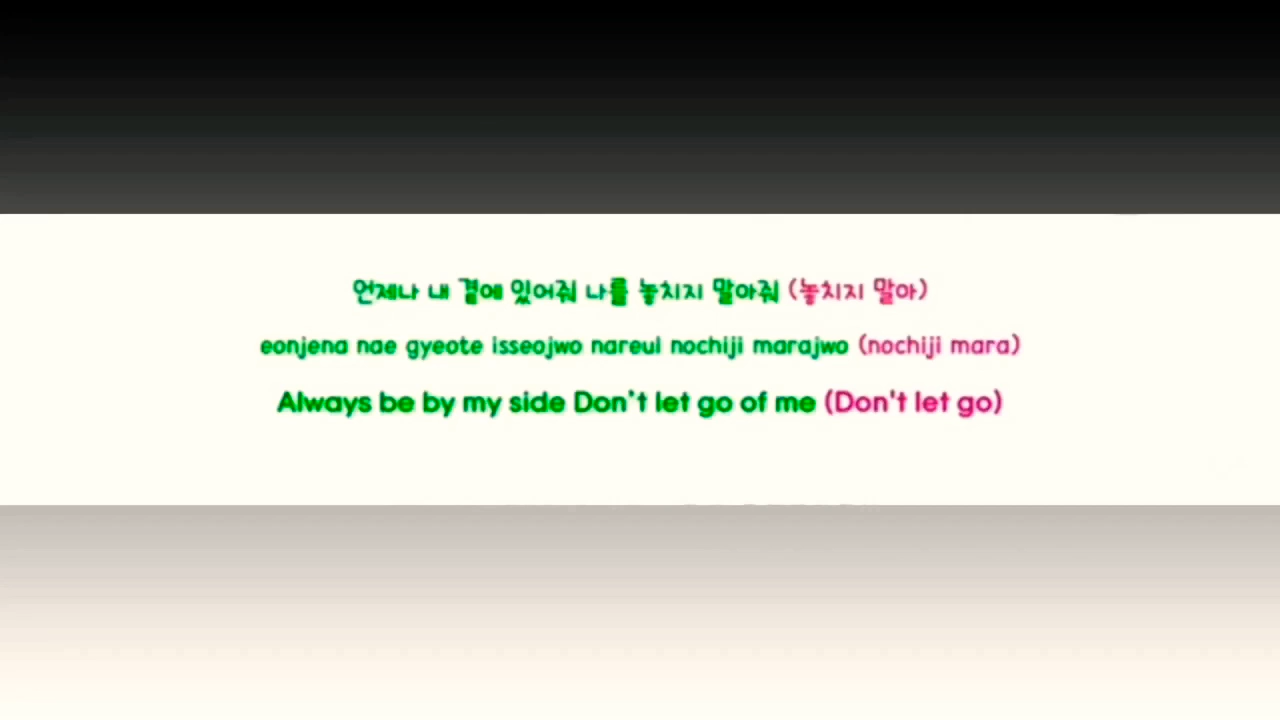 언제나 내 곁에 있어줘 나를 놓치지 말아줘 (놓치지 말아)
eonjena nae gyeote isseojwo nareul nochiji marajwo (nochiji mara)
Always be by my side Don't let go of me (Don't let go)